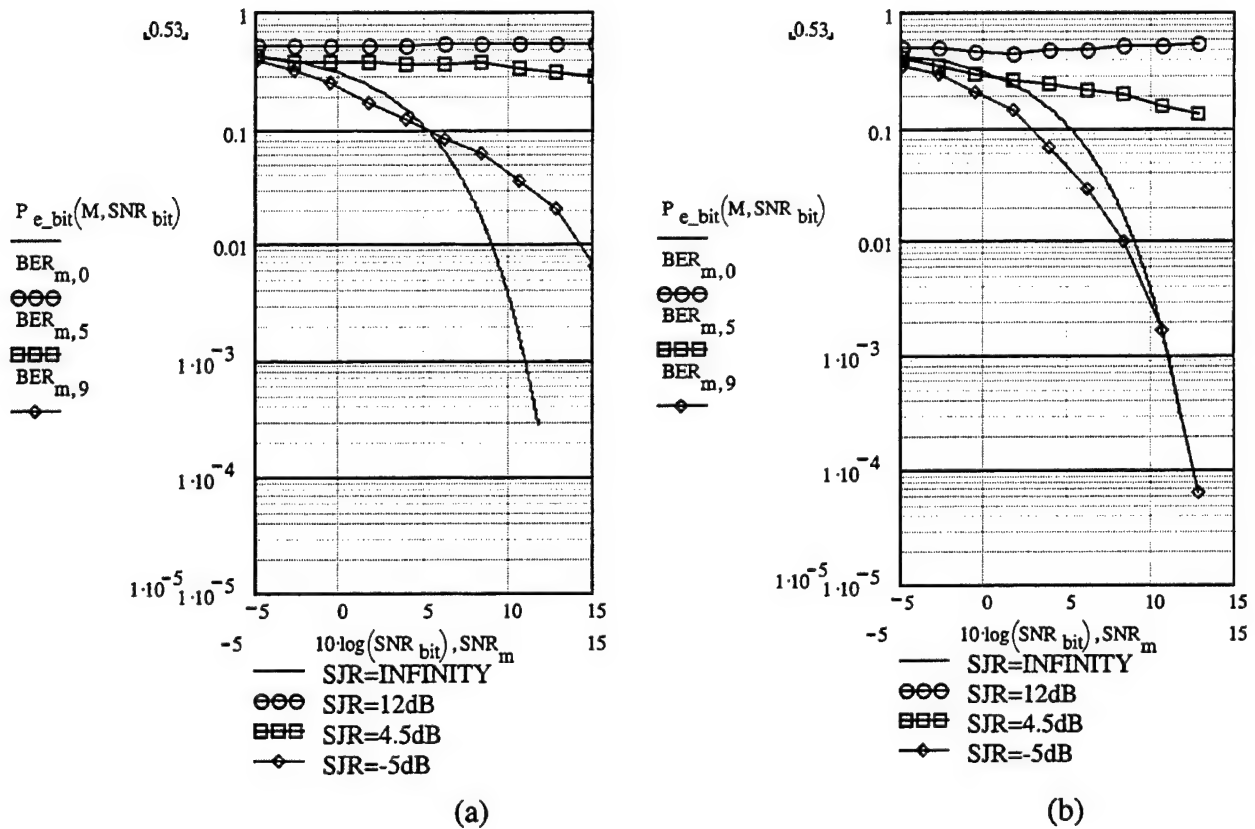 1
⌟0.53⌟
0.1
P e_bit(M,SNR bit)
0.01
BER m,0
BER m,5
BER m,9
1·10⁻³
1·10⁻⁴
1·10⁻⁵ 1·10⁻⁵
−5 0 5 10 15
−5 10·log(SNR bit),SNR m 15
SJR=INFINITY
SJR=12dB
SJR=4.5dB
SJR=-5dB
(a)
1
⌟0.53⌟
0.1
P e_bit(M,SNR bit)
0.01
BER m,0
BER m,5
BER m,9
1·10⁻³
1·10⁻⁴
1·10⁻⁵ 1·10⁻⁵
−5 0 5 10 15
−5 10·log(SNR bit),SNR m 15
SJR=INFINITY
SJR=12dB
SJR=4.5dB
SJR=-5dB
(b)